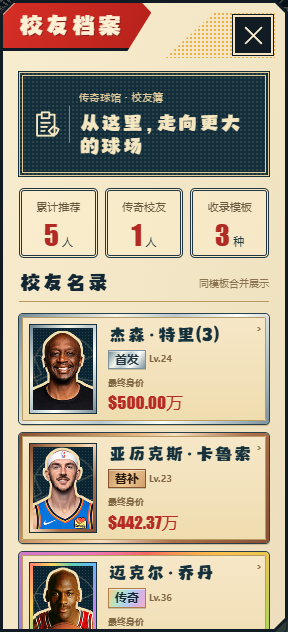 校友档案
传奇球馆·校友簿
从这里，走向更大
的球场
累计推荐
5人
传奇校友
1人
收录模板
3种
校友名录
同模板合并展示
杰森·特里(3)
首发 Lv.24
最终身价
$500.00万
亚历克斯·卡鲁索
替补 Lv.23
最终身价
$442.37万
迈克尔·乔丹
传奇 Lv.36
最终身价